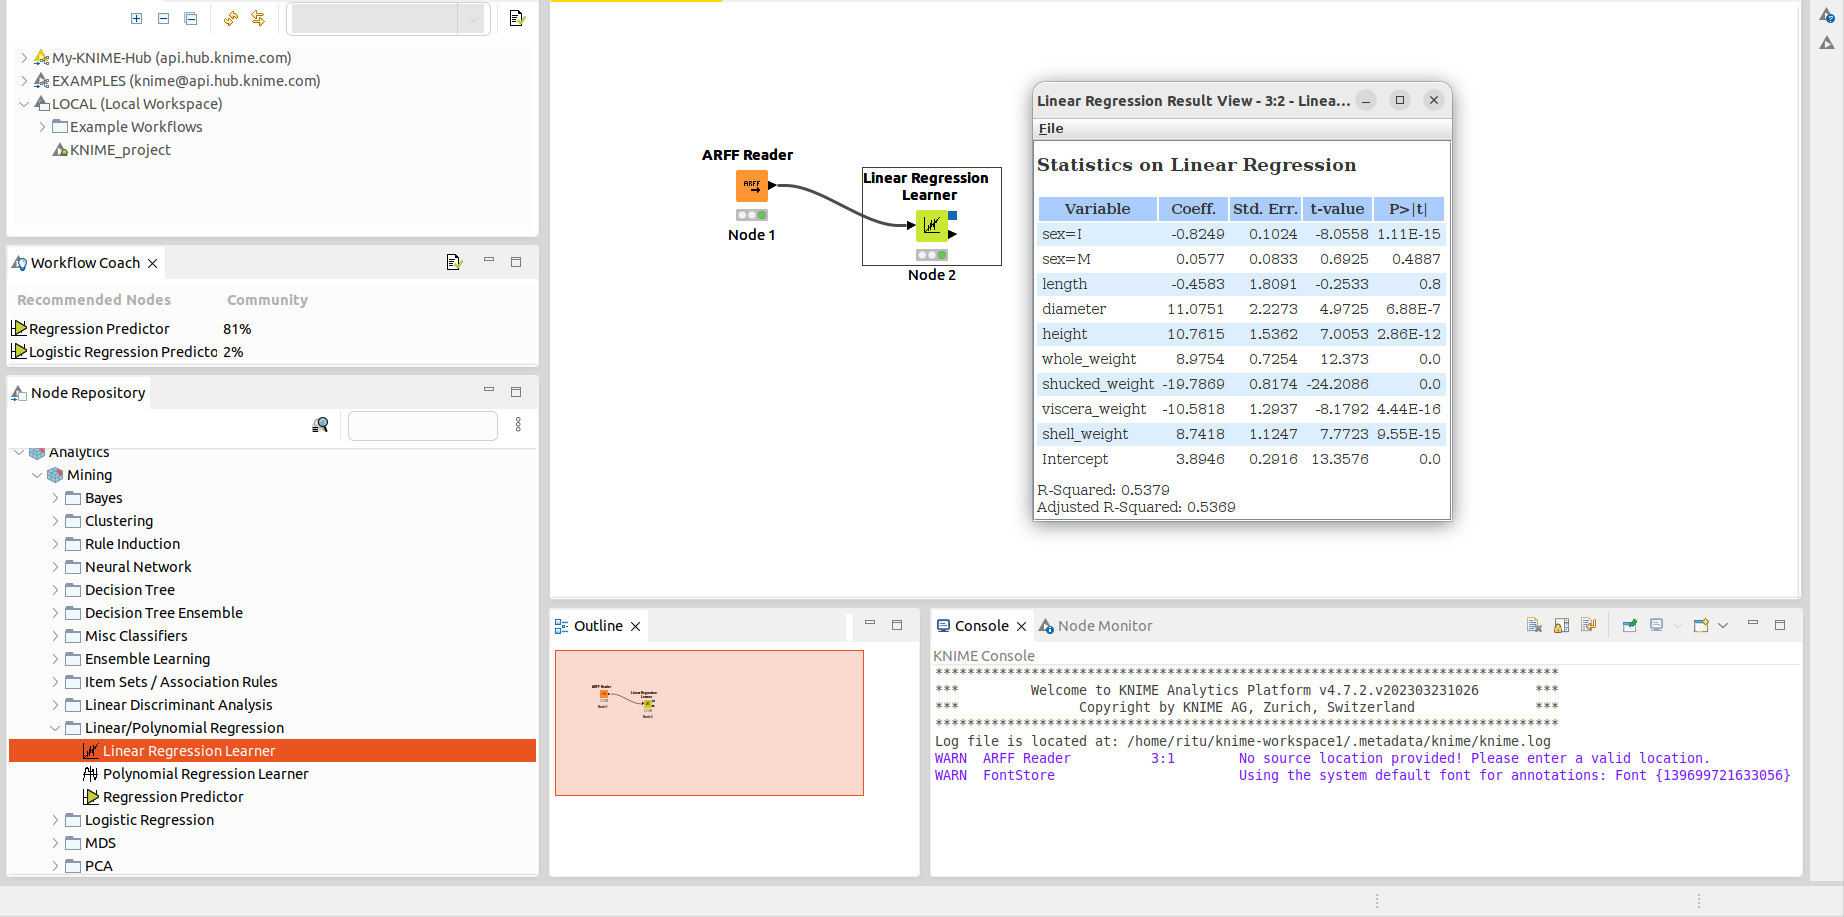 My-KNIME-Hub (api.hub.knime.com)
EXAMPLES (knime@api.hub.knime.com)
LOCAL (Local Workspace)
Example Workflows
KNIME_project
Workflow Coach
Recommended Nodes Community
Regression Predictor 81%
Logistic Regression Predicto 2%
Node Repository
Analytics
Mining
Bayes
Clustering
Rule Induction
Neural Network
Decision Tree
Decision Tree Ensemble
Misc Classifiers
Ensemble Learning
Item Sets / Association Rules
Linear Discriminant Analysis
Linear/Polynomial Regression
Linear Regression Learner
Polynomial Regression Learner
Regression Predictor
Logistic Regression
MDS
PCA
ARFF Reader
ARFF
Node 1
Linear Regression
Learner
Node 2
Linear Regression Result View - 3:2 - Linea...
File
Statistics on Linear Regression
Variable Coeff. Std. Err. t-value P>|t|
sex=I -0.8249 0.1024 -8.0558 1.11E-15
sex=M 0.0577 0.0833 0.6925 0.4887
length -0.4583 1.8091 -0.2533 0.8
diameter 11.0751 2.2273 4.9725 6.88E-7
height 10.7615 1.5362 7.0053 2.86E-12
whole_weight 8.9754 0.7254 12.373 0.0
shucked_weight -19.7869 0.8174 -24.2086 0.0
viscera_weight -10.5818 1.2937 -8.1792 4.44E-16
shell_weight 8.7418 1.1247 7.7723 9.55E-15
Intercept 3.8946 0.2916 13.3576 0.0
R-Squared: 0.5379
Adjusted R-Squared: 0.5369
Outline
ARFF Reader
Node 1
Linear Regression
Learner
Node 2
Console Node Monitor
KNIME Console
******************************************************************************
*** Welcome to KNIME Analytics Platform v4.7.2.v202303231026 ***
*** Copyright by KNIME AG, Zurich, Switzerland ***
******************************************************************************
Log file is located at: /home/ritu/knime-workspace1/.metadata/knime/knime.log
WARN ARFF Reader 3:1 No source location provided! Please enter a valid location.
WARN FontStore Using the system default font for annotations: Font {139699721633056}